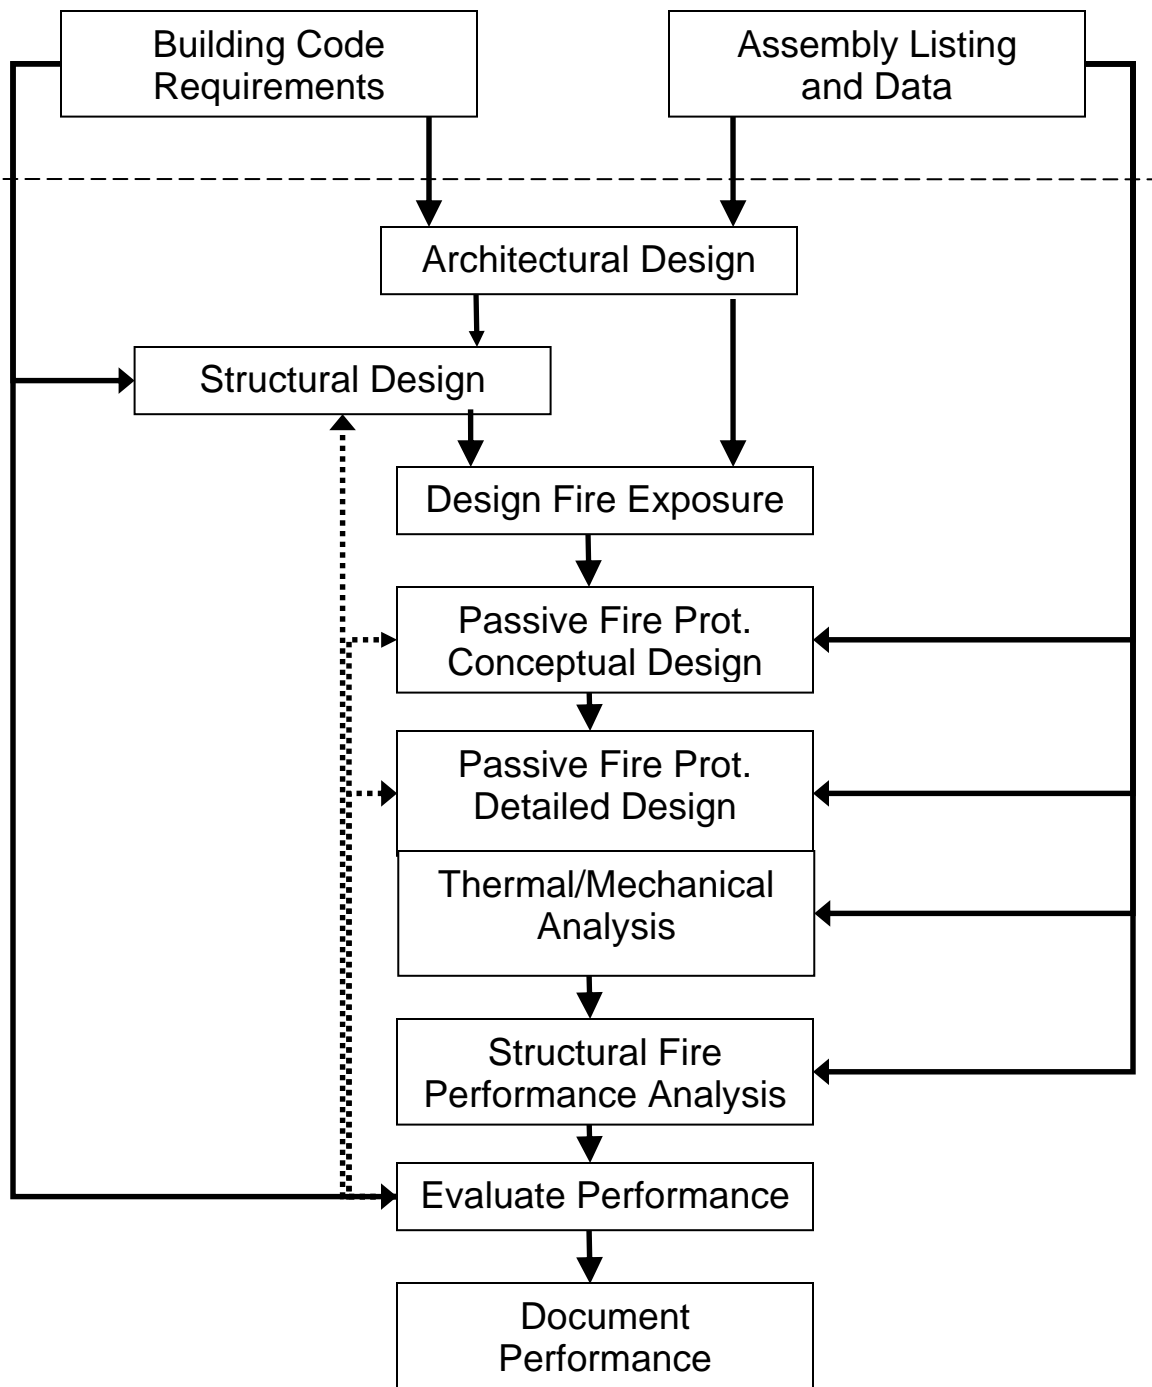 Building Code
Requirements
Assembly Listing
and Data
Architectural Design
Structural Design
Design Fire Exposure
Passive Fire Prot.
Conceptual Design
Passive Fire Prot.
Detailed Design
Thermal/Mechanical
Analysis
Structural Fire
Performance Analysis
Evaluate Performance
Document
Performance